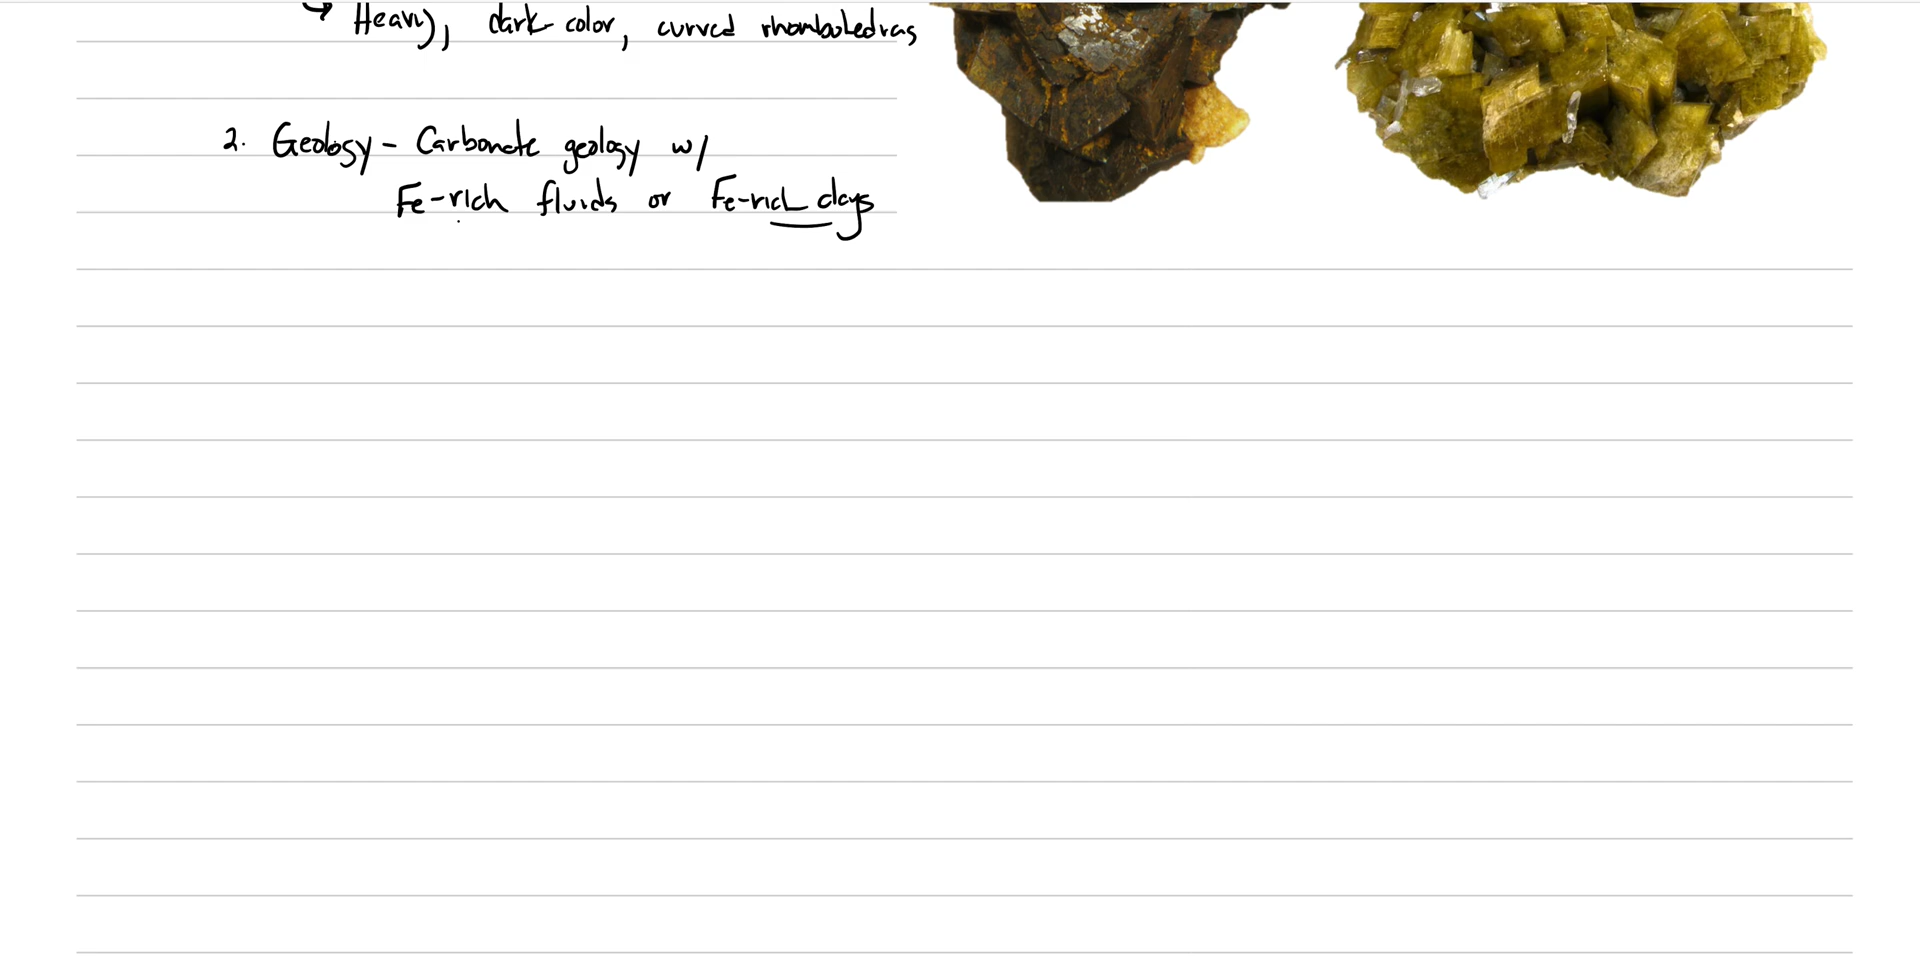 → Heavy, dark color, curved rhombohedras
2. Geology - Carbonate geology w/
Fe-rich fluids or Fe-rich clays